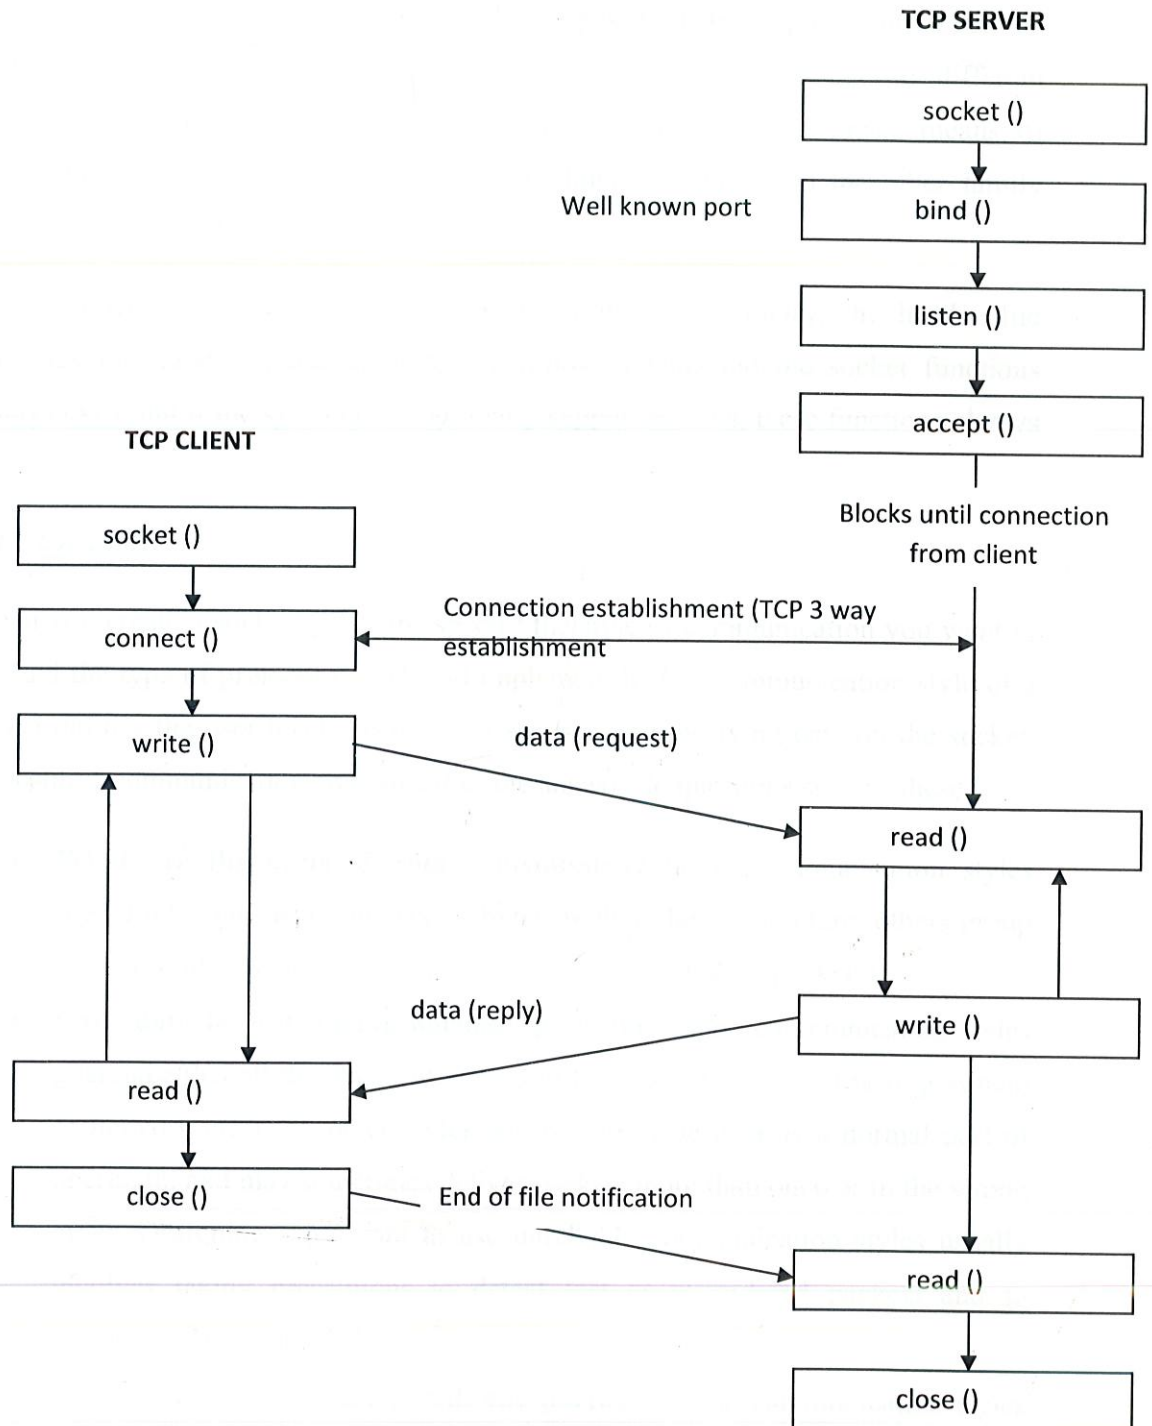 TCP SERVER
socket ()
Well known port
bind ()
listen ()
accept ()
TCP CLIENT
Blocks until connection
from client
socket ()
Connection establishment (TCP 3 way
establishment
connect ()
write ()
data (request)
read ()
data (reply)
write ()
read ()
close ()
End of file notification
read ()
close ()